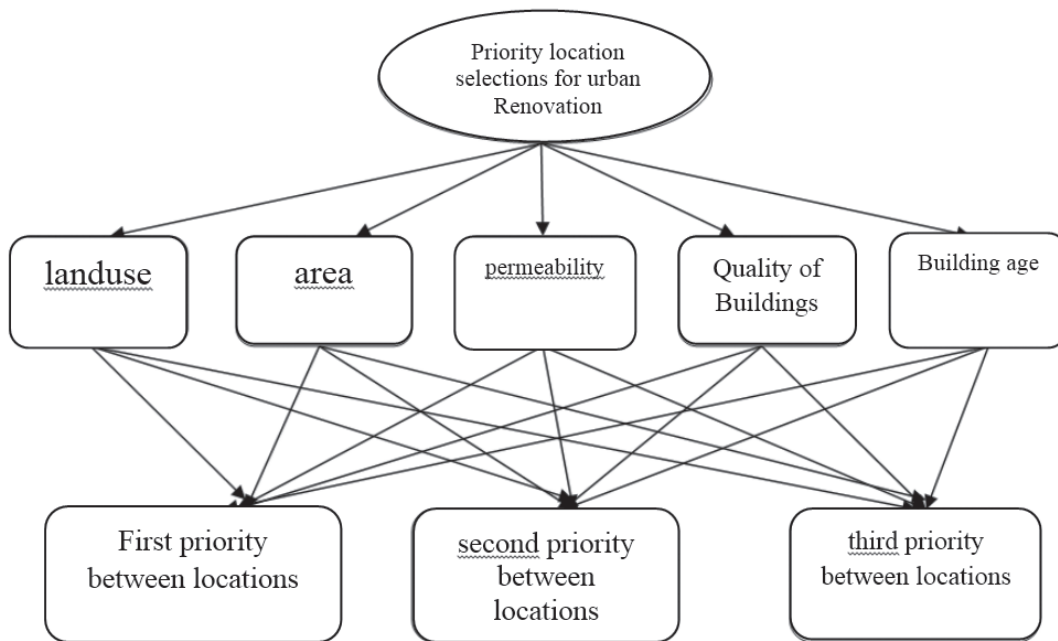 Priority location
selections for urban
Renovation
landuse
area
permeability
Quality of
Buildings
Building age
First priority
between locations
second priority
between
locations
third priority
between locations